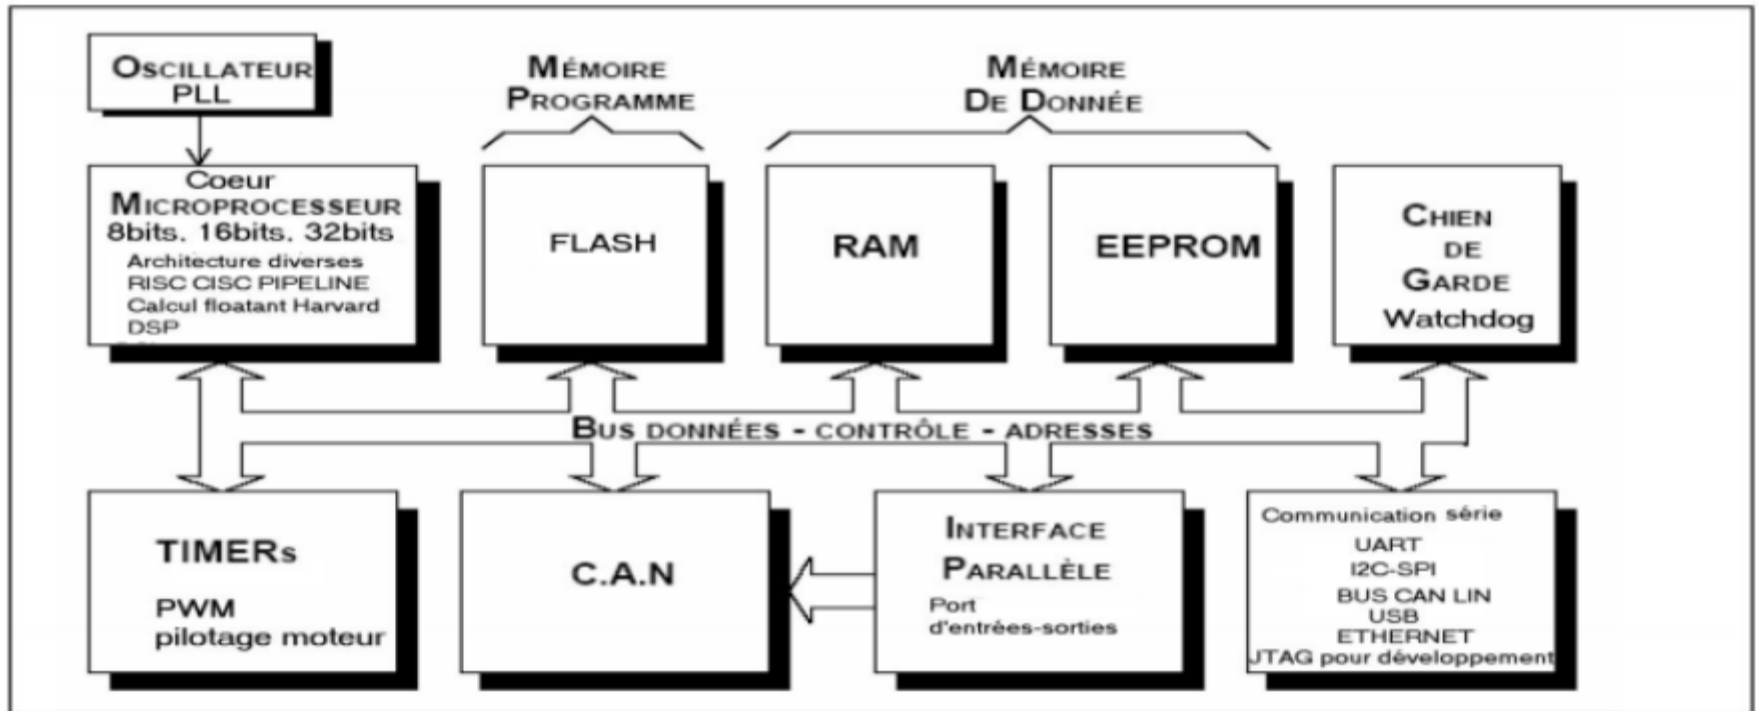 OSCILLATEUR
PLL
MÉMOIRE
PROGRAMME
MÉMOIRE
DE DONNÉE
Coeur
MICROPROCESSEUR
8bits. 16bits. 32bits
Architecture diverses
RISC CISC PIPELINE
Calcul floatant Harvard
DSP
FLASH
RAM
EEPROM
CHIEN
DE
GARDE
Watchdog
BUS DONNÉES - CONTRÔLE - ADRESSES
TIMERs
PWM
pilotage moteur
C.A.N
INTERFACE
PARALLÈLE
Port
d'entrées-sorties
Communication série
UART
I2C-SPI
BUS CAN LIN
USB
ETHERNET
JTAG pour développement